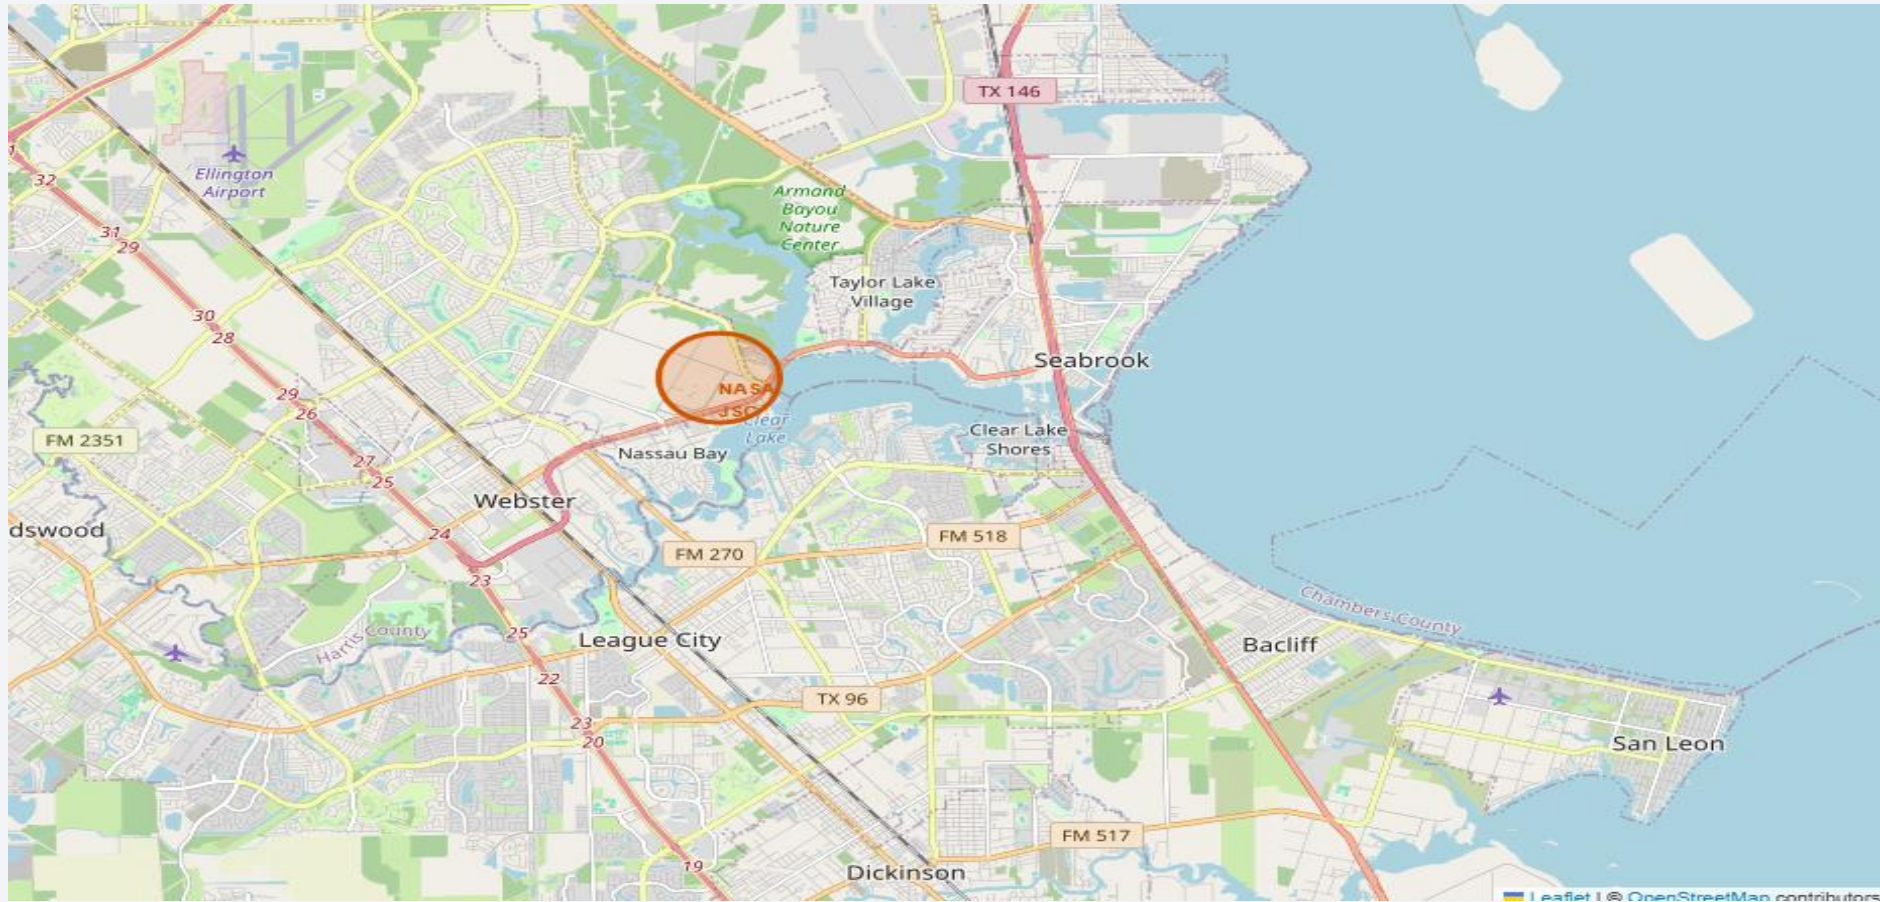 TX 146
Ellington
Airport
32
31
29
Armand
Bayou
Nature
Center
Taylor Lake
Village
30
28
Seabrook
NASA
JSC
Clear
Lake
29
26
FM 2351
Clear Lake
Shores
Nassau Bay
27
25
Webster
dswood
24
FM 518
FM 270
23
Chambers County
25
Harris County
League City
Bacliff
22
TX 96
23
20
San Leon
FM 517
19
Dickinson
Leaflet | © OpenStreetMap contributors